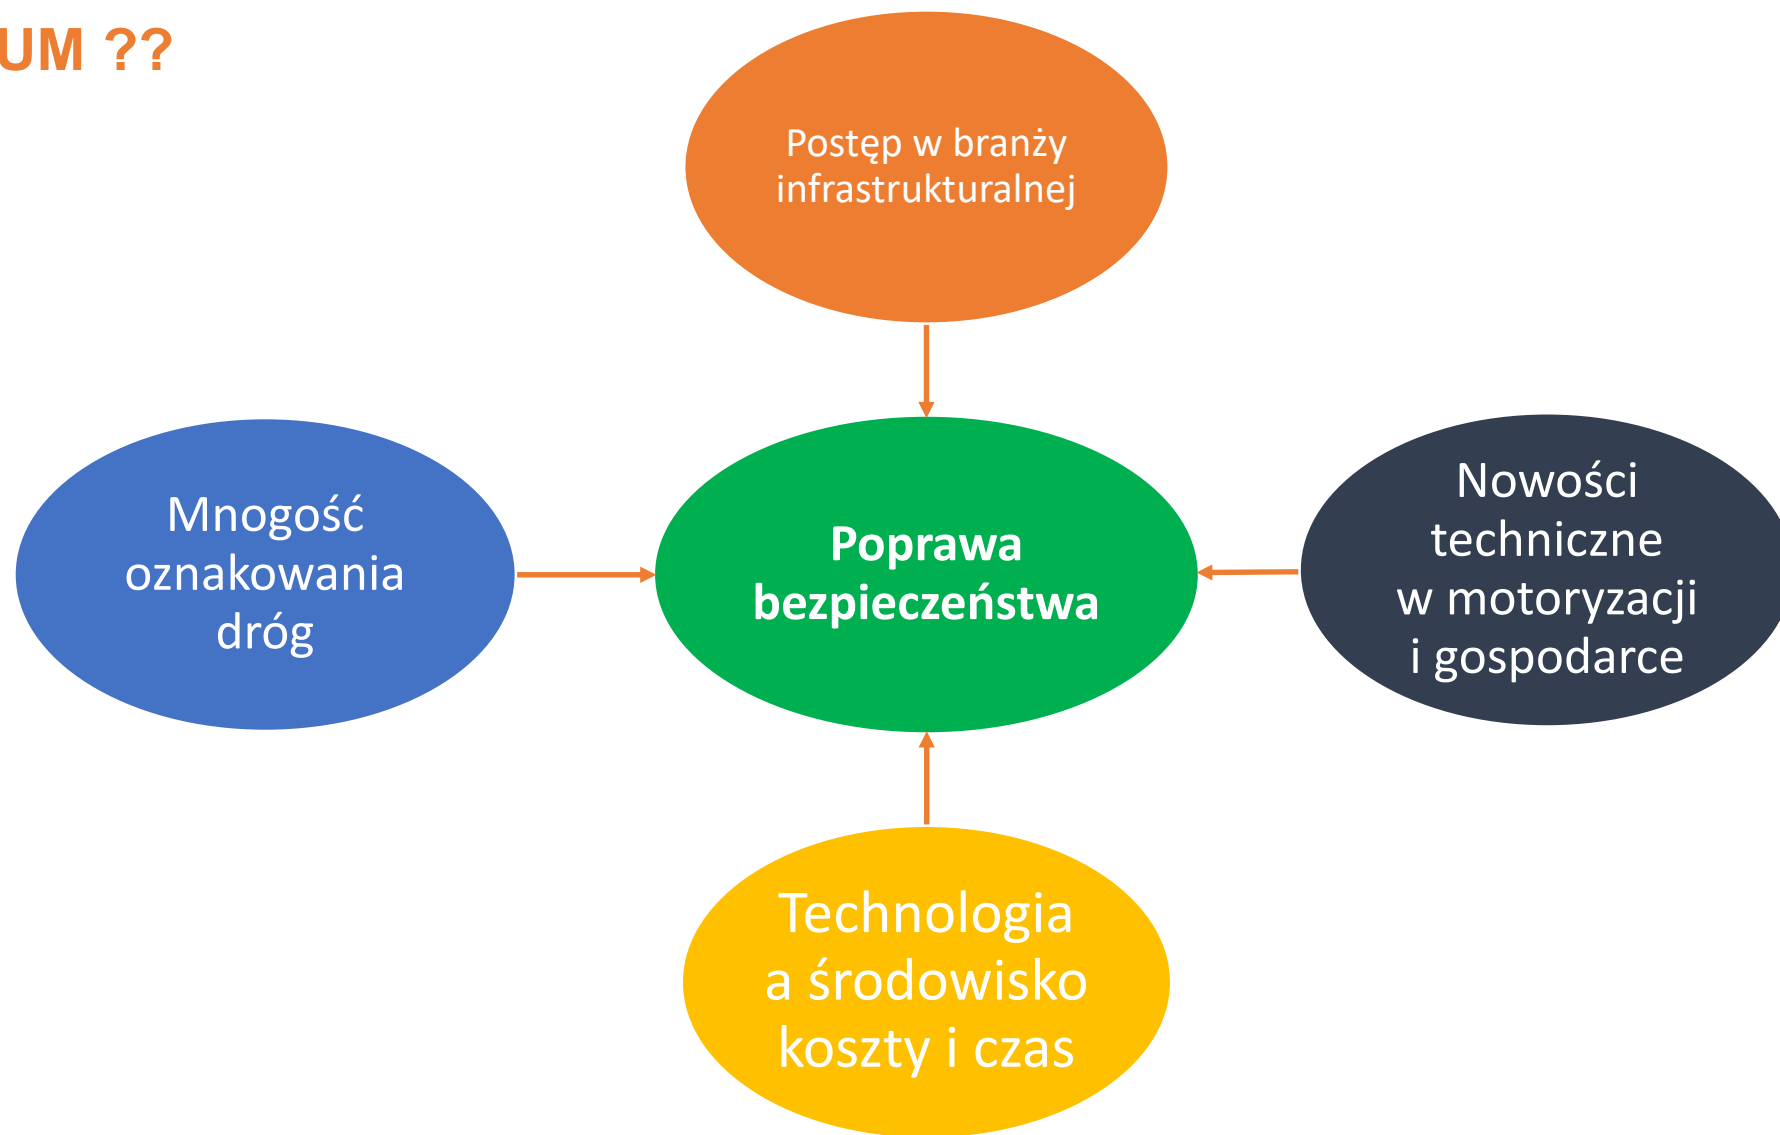 UM ??
Postęp w branży
infrastrukturalnej
Mnogość
oznakowania
dróg
Poprawa
bezpieczeństwa
Nowości
techniczne
w motoryzacji
i gospodarce
Technologia
a środowisko
koszty i czas